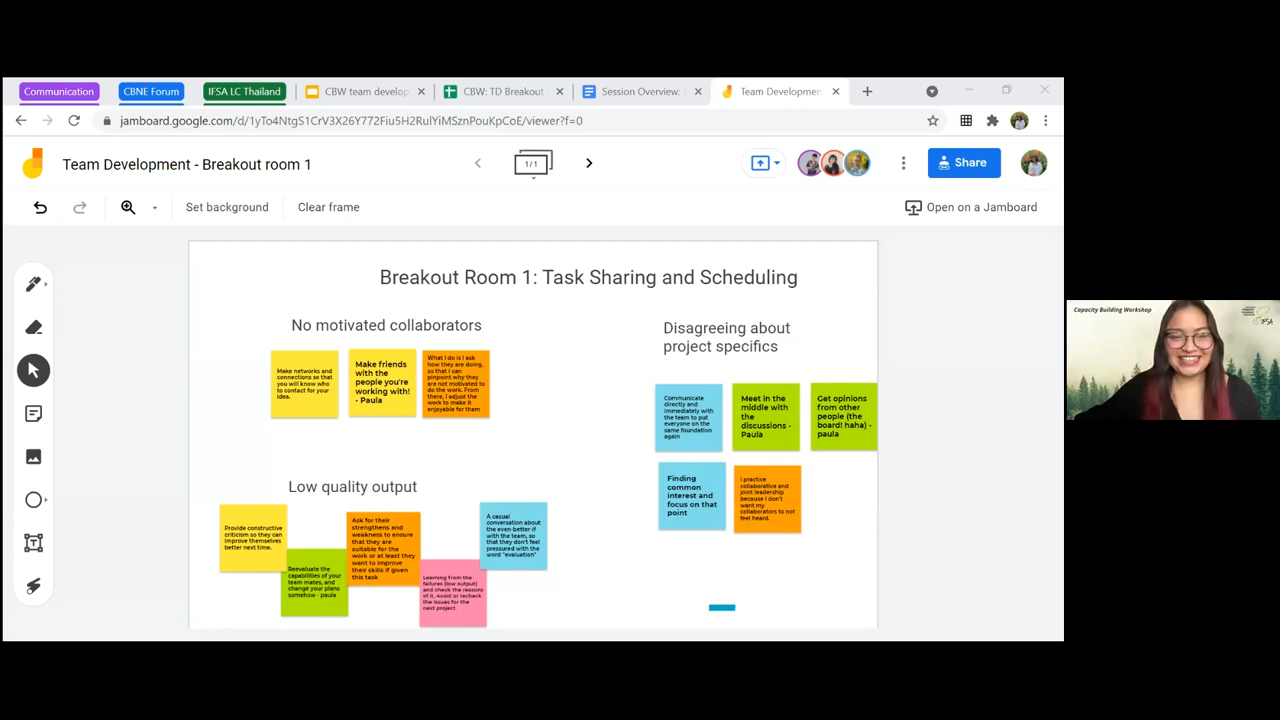 Communication
CBNE Forum
IFSA LC Thailand
CBW team develop
CBW: TD Breakout
Session Overview:
Team Developmen
jamboard.google.com/d/1yTo4NtgS1CrV3X26Y772Fiu5H2RulYiMSznPouKpCoE/viewer?f=0
Team Development - Breakout room 1
1/1
Share
Set background
Clear frame
Open on a Jamboard
Breakout Room 1: Task Sharing and Scheduling
No motivated collaborators
Make networks and
connections so that
you will know who
to contact for your
idea.
Make friends
with the
people you're
working with!
- Paula
What I do is I ask
how they are doing,
so that I can
pinpoint why they
are not motivated to
do the work. From
there, I adjust the
work to make it
enjoyable for them
Disagreeing about
project specifics
Communicate
directly and
immediately with
the team to put
everyone on the
same foundation
again
Meet in the
middle with
the
discussions -
Paula
Get opinions
from other
people (the
board! haha) -
paula
Finding
common
interest and
focus on that
point
I practice
collaborative and
joint leadership
because I don't
want my
collaborators to not
feel heard.
Low quality output
Provide constructive
criticism so they can
improve themselves
better next time.
Reevaluate the
capabilities of your
team mates, and
change your plans
somehow - paula
Ask for their
strengthens and
weakness to ensure
that they are
suitable for the
work or at least they
want to improve
their skills if given
this task
Learning from the
failures (low output)
and check the reasons
of it. Avoid or recheck
the issues for the
next project.
A casual
conversation about
the even-better-if
with the team, so
that they don't feel
pressured with the
word "evaluation"
Capacity Building Workshop
IFSA